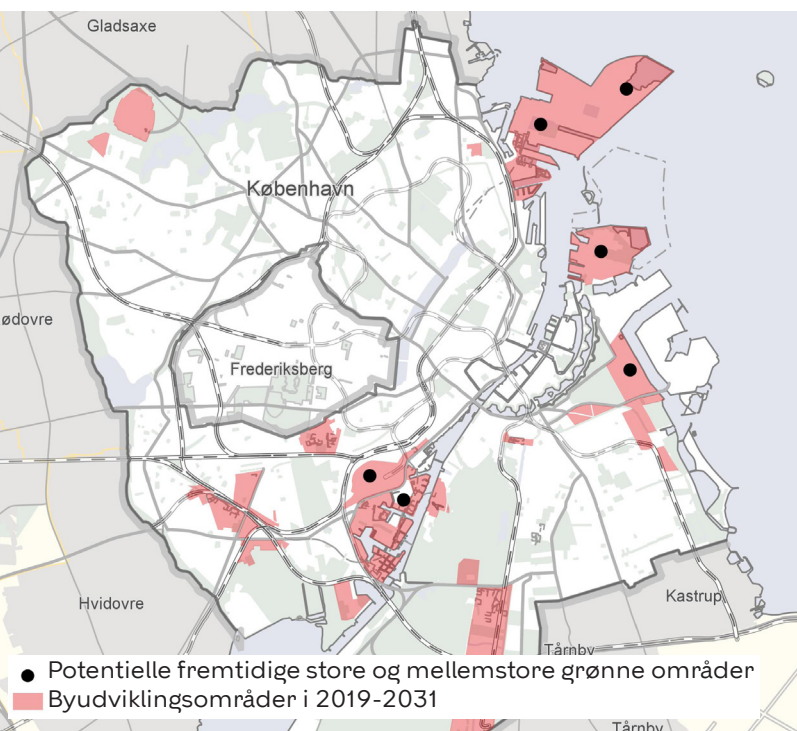 Gladsaxe
København
ødovre
Frederiksberg
Hvidovre
Kastrup
Tårnby
Potentielle fremtidige store og mellemstore grønne områder
Byudviklingsområder i 2019-2031
Tårnby